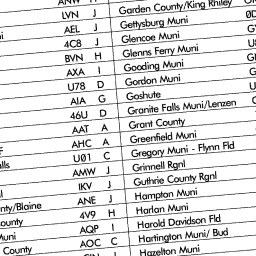 ANW H
LVN J Garden County/King Rhiley
AEL J Gettysburg Muni
4C8 J Glencoe Muni
BVN H Glenns Ferry Muni
AXA I Gooding Muni
U78 D Gordon Muni
AIA G Goshute
46U D Granite Falls Muni/Lenzen
AAT A Grant County
AHC A Greenfield Muni
U01 C Gregory Muni - Flynn Fld
AMW J Grinnell Rgnl
IKV J Guthrie County Rgnl
nty/Blaine ANE J Hampton Muni
ounty 4V9 H Harlan Muni
Muni AQP I Harold Davidson Fld
County AOC C Hartington Muni/ Bud
Hazelton Muni